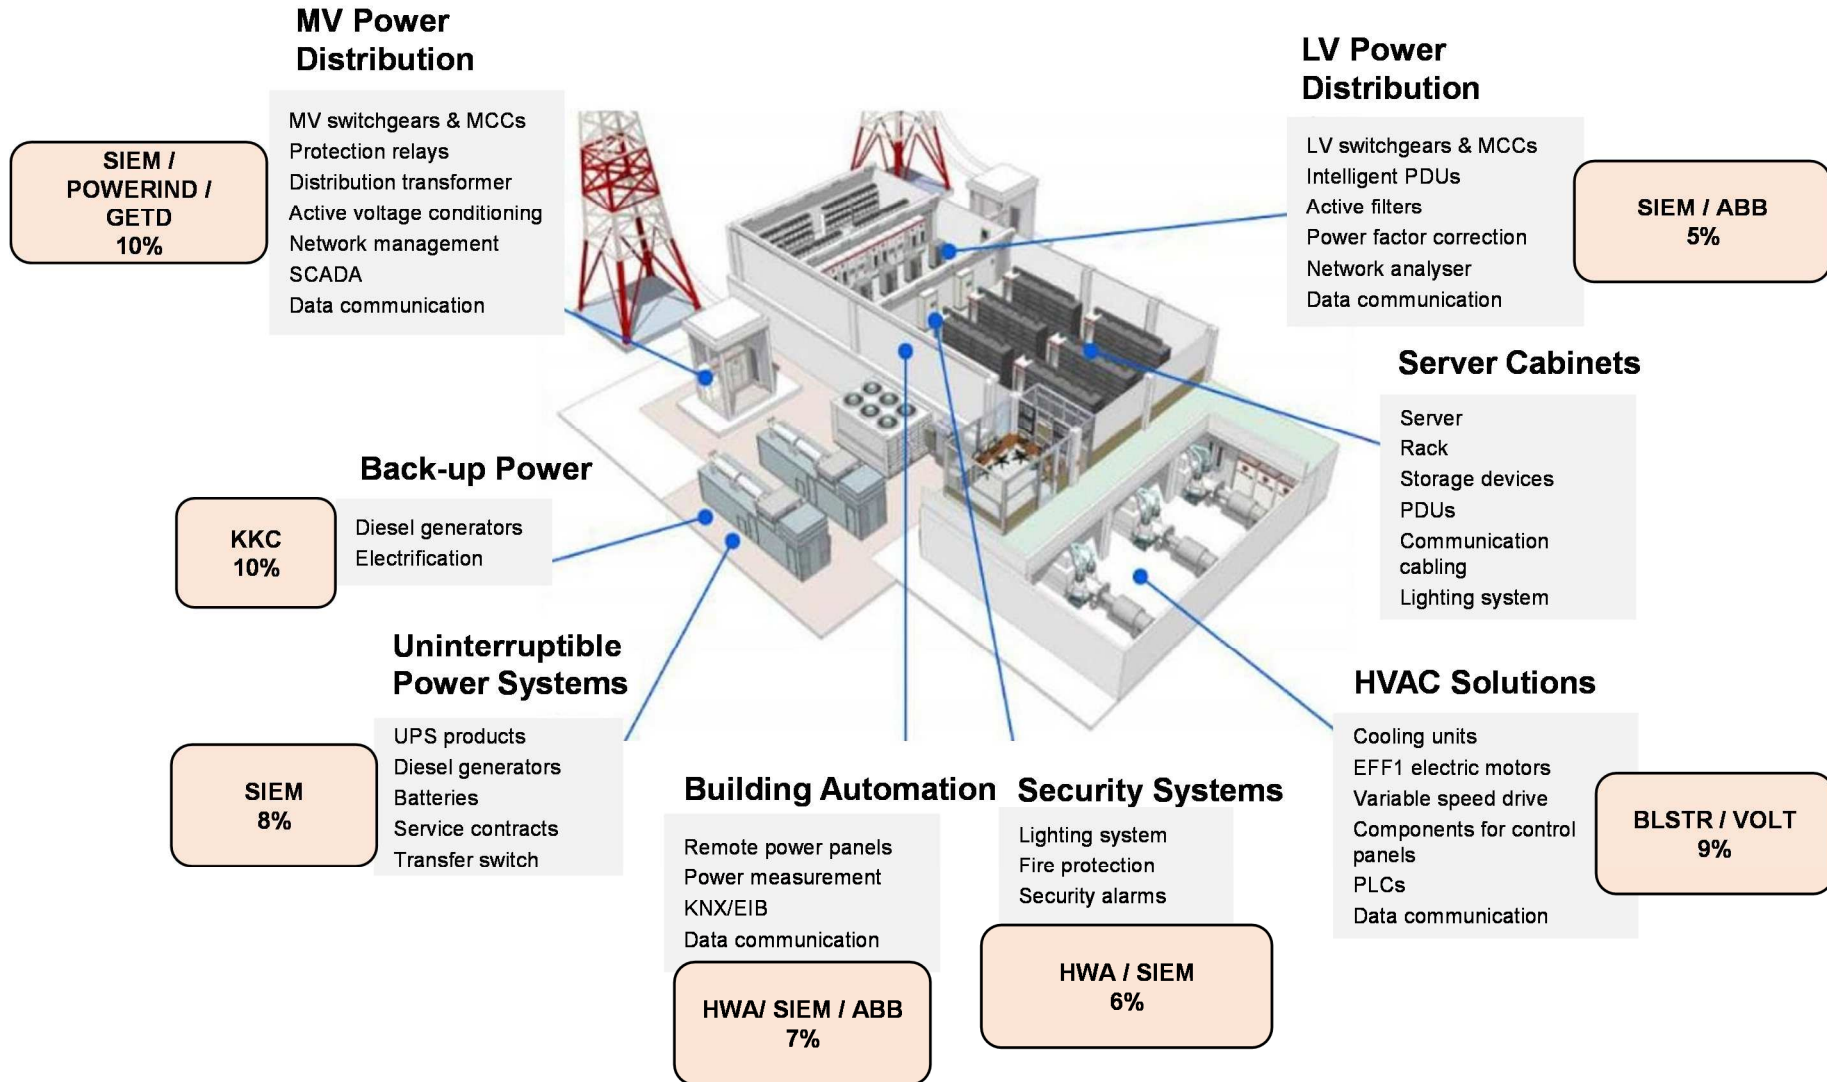 MV Power
Distribution
MV switchgears & MCCs
Protection relays
Distribution transformer
Active voltage conditioning
Network management
SCADA
Data communication
SIEM /
POWERIND /
GETD
10%
LV Power
Distribution
LV switchgears & MCCs
Intelligent PDUs
Active filters
Power factor correction
Network analyser
Data communication
SIEM / ABB
5%
Server Cabinets
Server
Rack
Storage devices
PDUs
Communication
cabling
Lighting system
Back-up Power
Diesel generators
Electrification
KKC
10%
Uninterruptible
Power Systems
UPS products
Diesel generators
Batteries
Service contracts
Transfer switch
SIEM
8%
Building Automation
Remote power panels
Power measurement
KNX/EIB
Data communication
HWA/ SIEM / ABB
7%
Security Systems
Lighting system
Fire protection
Security alarms
HWA / SIEM
6%
HVAC Solutions
Cooling units
EFF1 electric motors
Variable speed drive
Components for control
panels
PLCs
Data communication
BLSTR / VOLT
9%